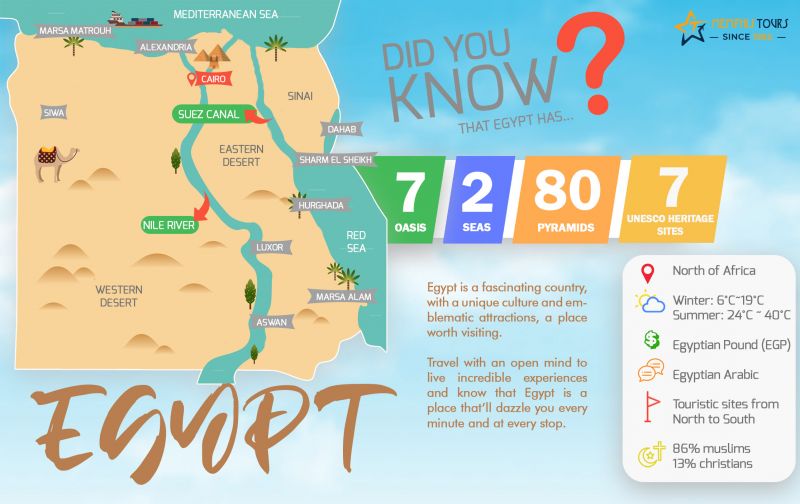 MEDITERRANEAN SEA
MARSA MATROUH
ALEXANDRIA
CAIRO
SINAI
SIWA
SUEZ CANAL
DAHAB
EASTERN
DESERT
SHARM EL SHEIKH
HURGHADA
NILE RIVER
RED
SEA
LUXOR
WESTERN
DESERT
MARSA ALAM
ASWAN
EGYPT
TOURS
SINCE
DID YOU
KNOW?
THAT EGYPT HAS...
7
OASIS
2
SEAS
80
PYRAMIDS
7
UNESCO HERITAGE
SITES
Egypt is a fascinating country,
with a unique culture and em-
blematic attractions, a place
worth visiting.
Travel with an open mind to
live incredible experiences
and know that Egypt is a
place that'll dazzle you every
minute and at every stop.
North of Africa
Winter: 6°C~19°C
Summer: 24°C ~ 40°C
Egyptian Pound (EGP)
Egyptian Arabic
Touristic sites from
North to South
86% muslims
13% christians